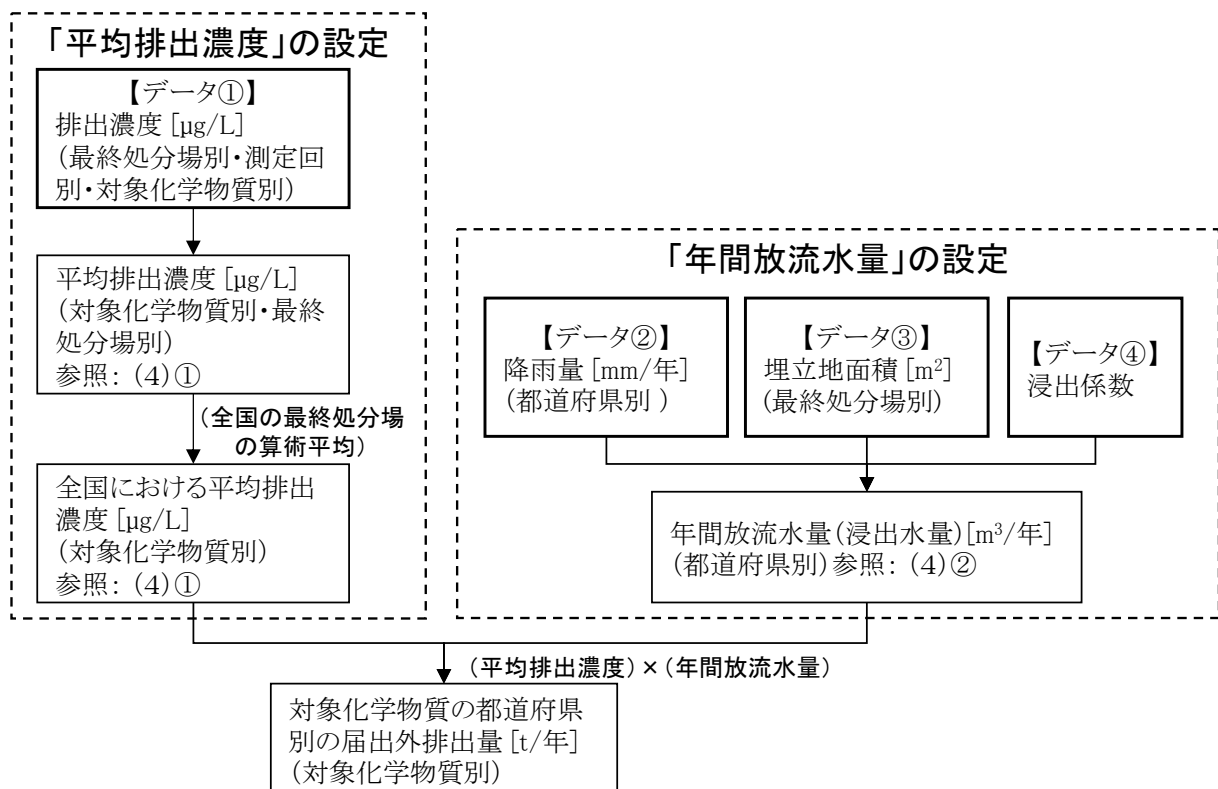 「平均排出濃度」の設定
【データ①】
排出濃度 [μg/L]
(最終処分場別・測定回
別・対象化学物質別)
平均排出濃度 [μg/L]
(対象化学物質別・最終
処分場別)
参照: (4)①
(全国の最終処分場
の算術平均)
全国における平均排出
濃度 [μg/L]
(対象化学物質別)
参照: (4)①
「年間放流水量」の設定
【データ②】
降雨量 [mm/年]
(都道府県別 )
【データ③】
埋立地面積 [m²]
(最終処分場別)
【データ④】
浸出係数
年間放流水量(浸出水量)[m³/年]
(都道府県別)参照: (4)②
(平均排出濃度)×(年間放流水量)
対象化学物質の都道府県
別の届出外排出量 [t/年]
(対象化学物質別)